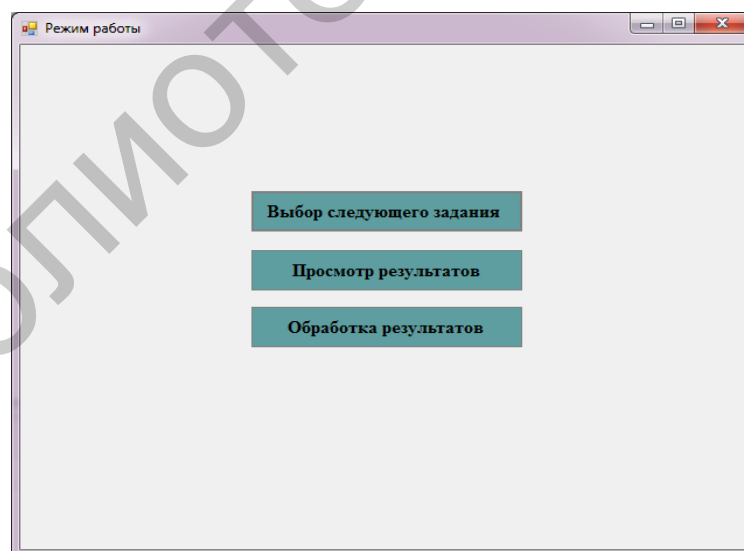 Режим работы
Выбор следующего задания
Просмотр результатов
Обработка результатов